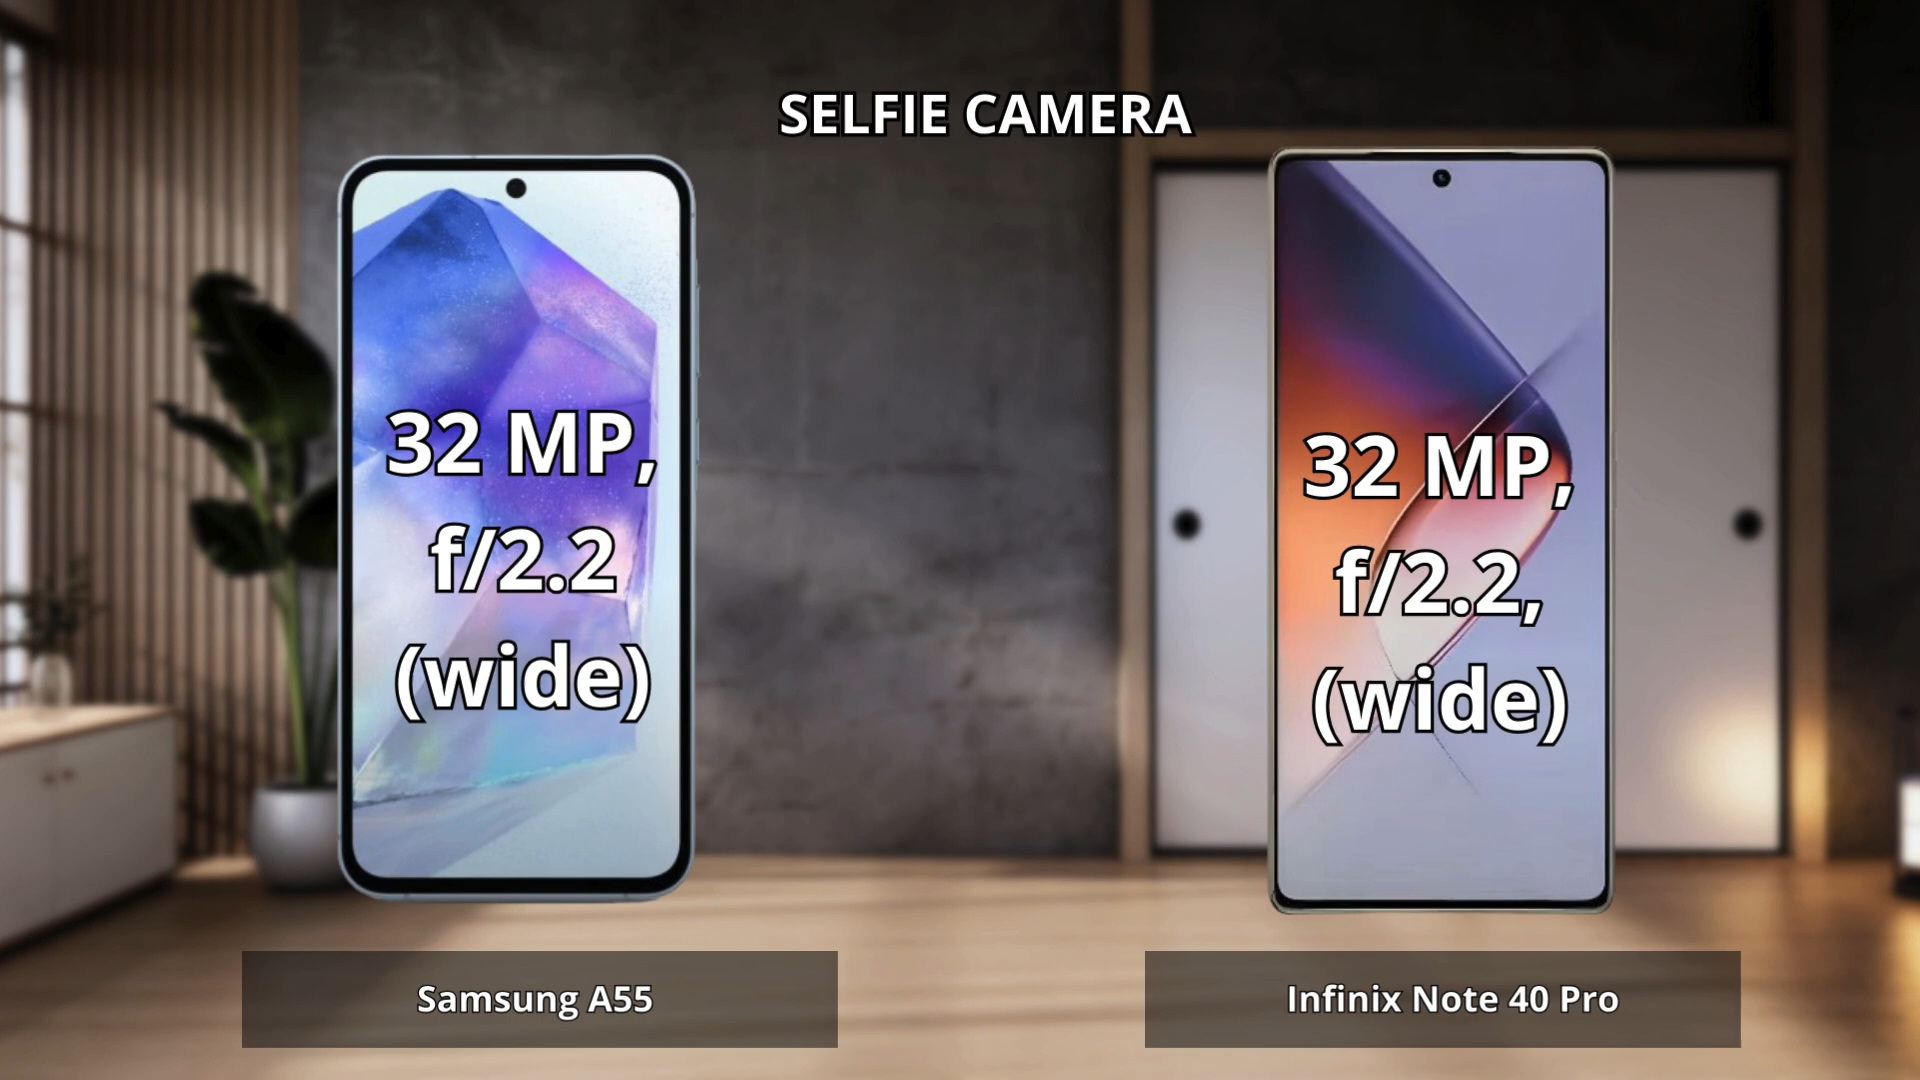 SELFIE CAMERA
32 MP,
f/2.2
(wide)
32 MP,
f/2.2,
(wide)
Samsung A55
Infinix Note 40 Pro